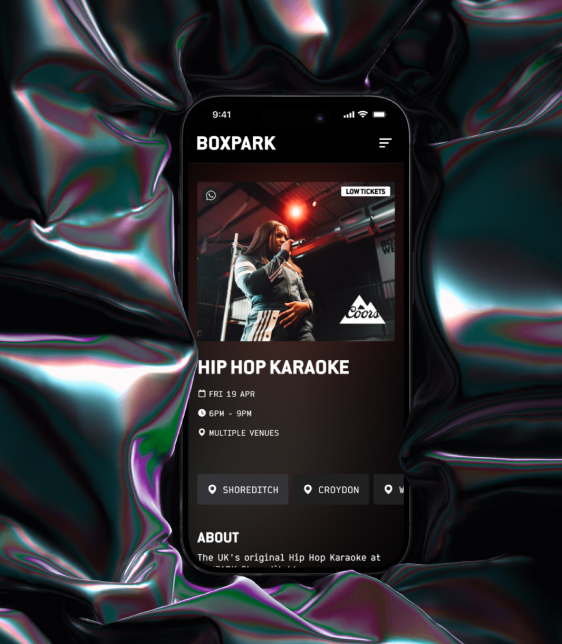 9:41
BOXPARK
LOW TICKETS
Coors
HIP HOP KARAOKE
FRI 19 APR
6PM - 9PM
MULTIPLE VENUES
SHOREDITCH
CROYDON
W
ABOUT
The UK's original Hip Hop Karaoke at